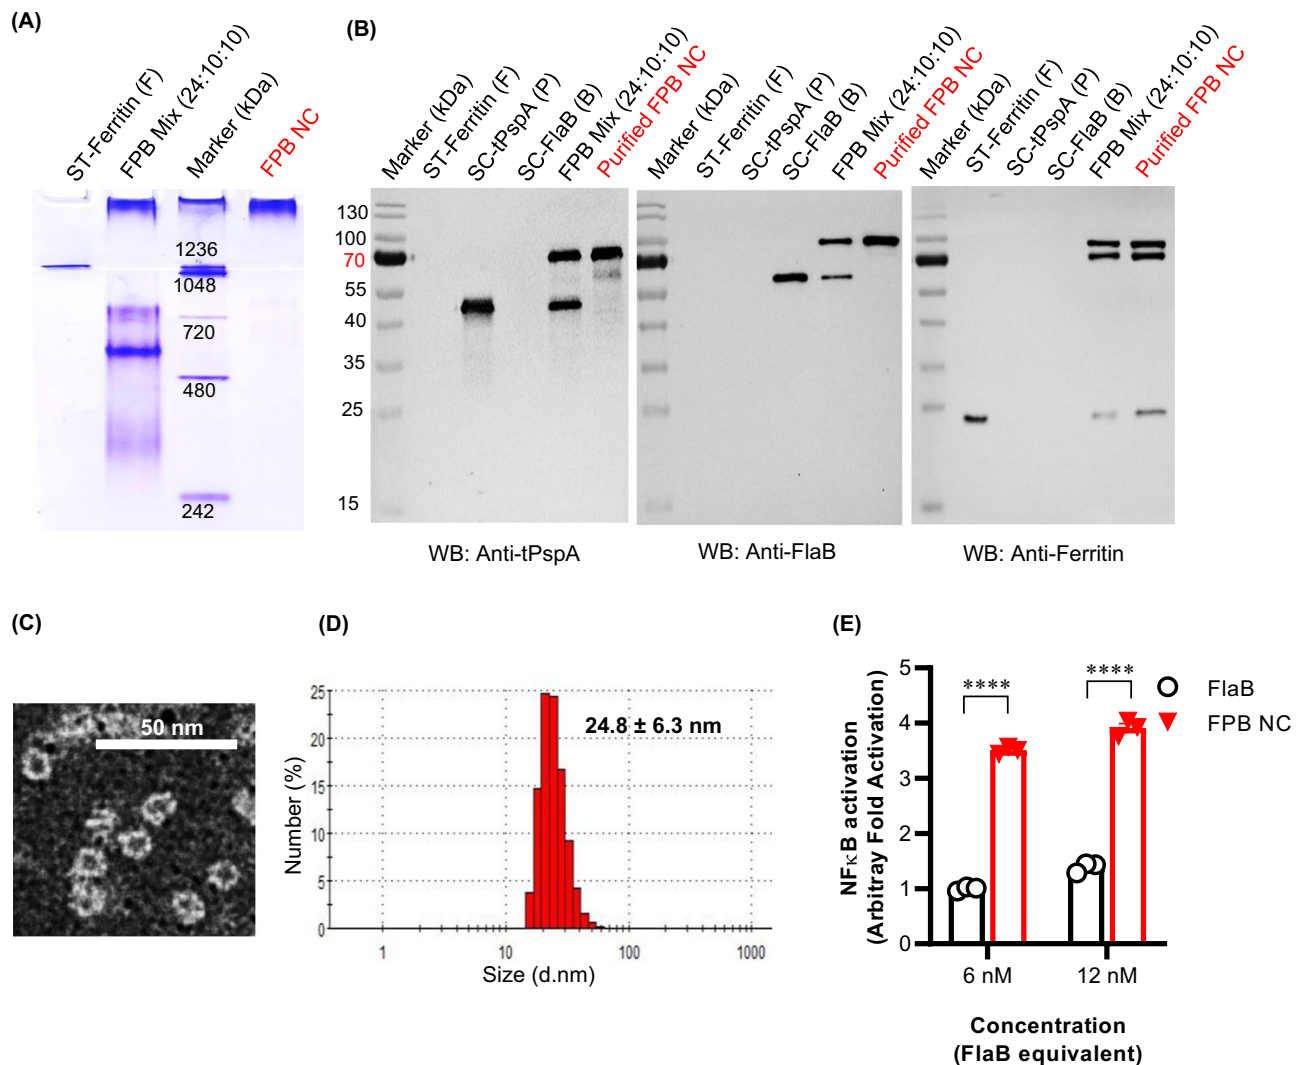 (A)
ST-Ferritin (F)
FPB Mix (24:10:10)
Marker (kDa)
FPB NC
1236
1048
720
480
242
(B)
Marker (kDa)
ST-Ferritin (F)
SC-tPspA (P)
SC-FlaB (B)
FPB Mix (24:10:10)
Purified FPB NC
Marker (kDa)
ST-Ferritin (F)
SC-tPspA (P)
SC-FlaB (B)
FPB Mix (24:10:10)
Purified FPB NC
Marker (kDa)
ST-Ferritin (F)
SC-tPspA (P)
SC-FlaB (B)
FPB Mix (24:10:10)
Purified FPB NC
130
100
70
55
40
35
25
15
WB: Anti-tPspA
WB: Anti-FlaB
WB: Anti-Ferritin
(C)
50 nm
(D)
24.8 ± 6.3 nm
Number (%)
25
20
15
10
5
0
1
10
100
1000
Size (d.nm)
(E)
NFκB activation
(Arbitray Fold Activation)
5
4
3
2
1
0
****
****
FlaB
FPB NC
6 nM
12 nM
Concentration
(FlaB equivalent)